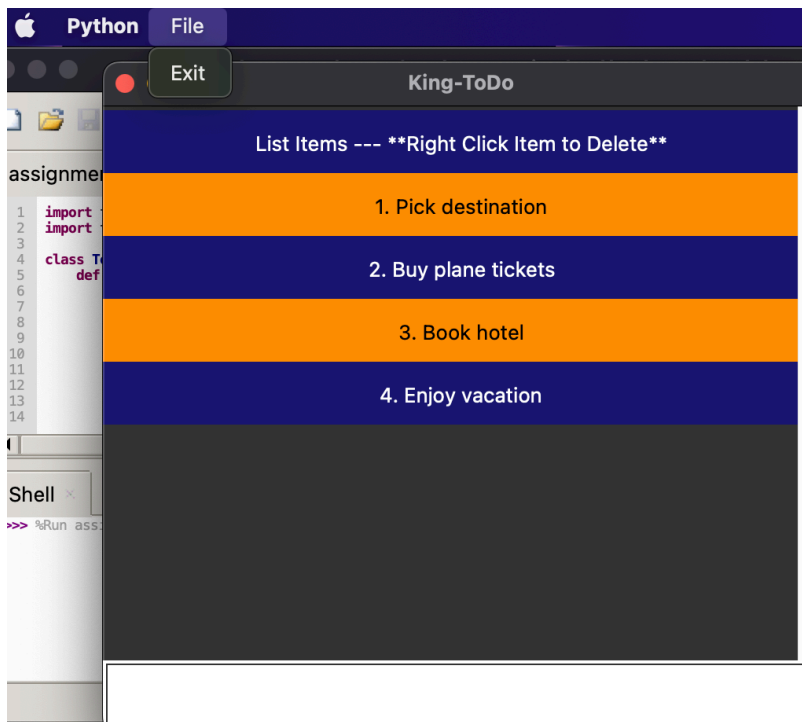 Python File
Exit
King-ToDo
List Items --- **Right Click Item to Delete**
1. Pick destination
2. Buy plane tickets
3. Book hotel
4. Enjoy vacation
1 import
2 import
3
4 class
5 def
6
7
8
9
10
11
12
13
14
Shell ×
>>> %Run